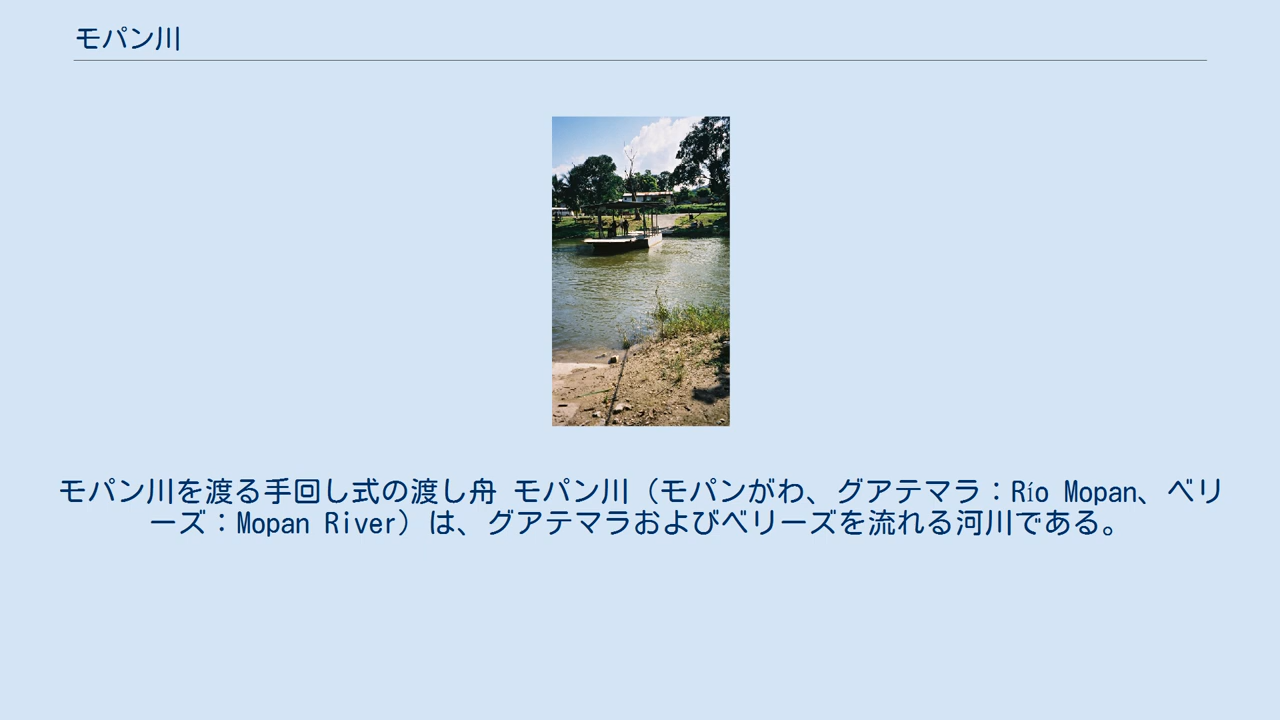 モパン川
モパン川を渡る手回し式の渡し舟 モパン川（モパンがわ、グアテマラ：Río Mopan、ベリ
ーズ：Mopan River）は、グアテマラおよびベリーズを流れる河川である。